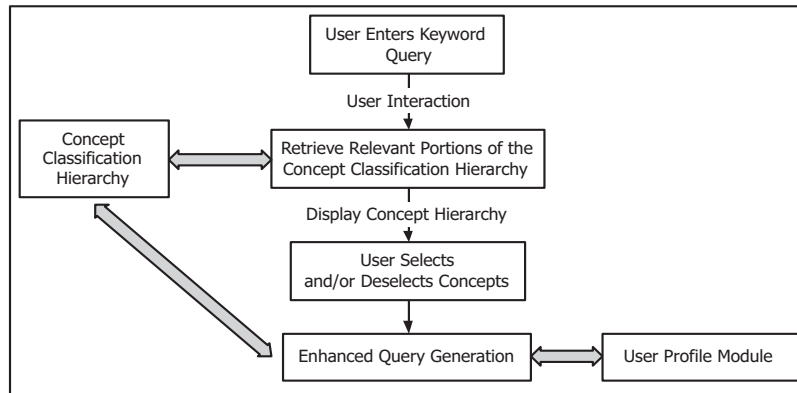 User Enters Keyword
Query
User Interaction
Concept
Classification
Hierarchy
Retrieve Relevant Portions of the
Concept Classification Hierarchy
Display Concept Hierarchy
User Selects
and/or Deselects Concepts
Enhanced Query Generation
User Profile Module